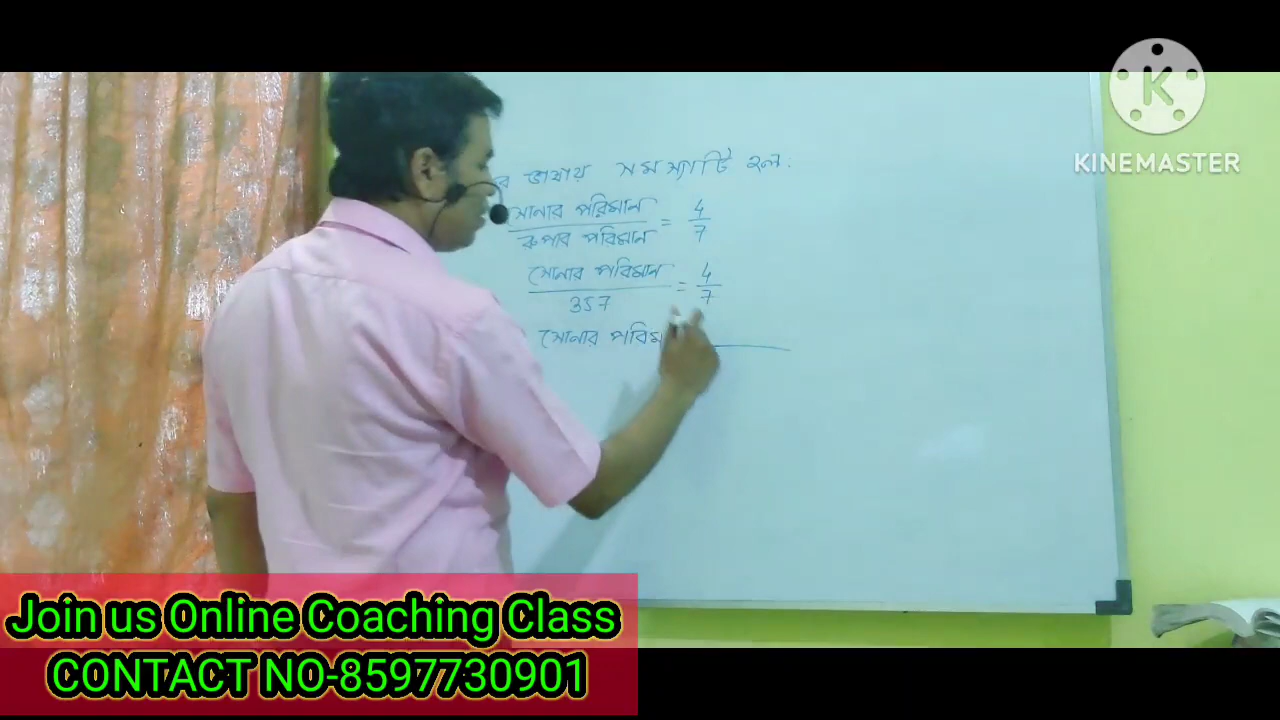 KINEMASTER
র ভাষায় সমস্যাটি হল:
সোনার পরিমান / রুপার পরিমান = 4/7
সোনার পরিমান / 357 = 4/7
সোনার পরিম
Join us Online Coaching Class
CONTACT NO-8597730901